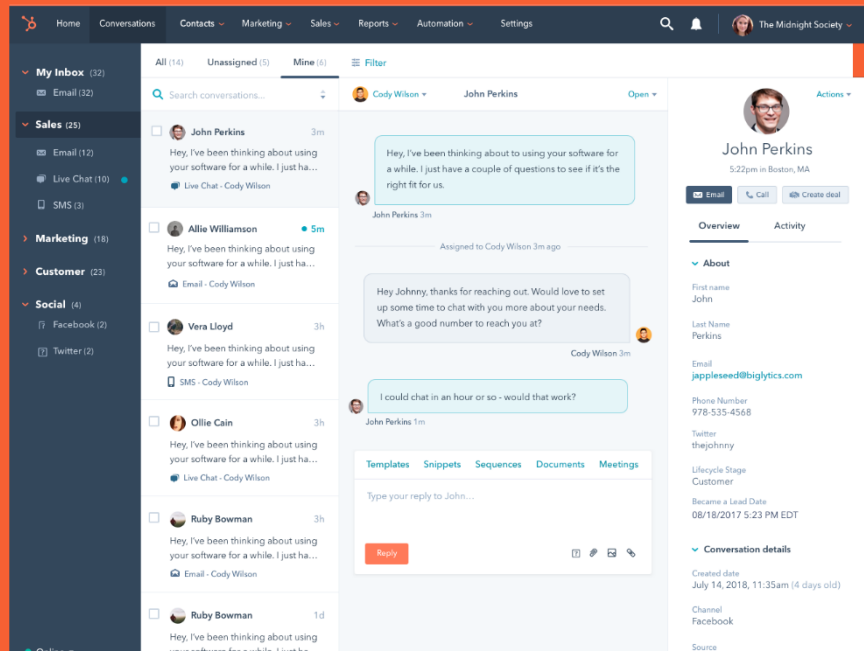 Home
Conversations
Contacts
Marketing
Sales
Reports
Automation
Settings
The Midnight Society
My Inbox (32)
Email (32)
Sales (25)
Email (12)
Live Chat (10)
SMS (3)
Marketing (18)
Customer (23)
Social (4)
Facebook (2)
Twitter (2)
Online
All (14)
Unassigned (5)
Mine (6)
Filter
Search conversations...
John Perkins 3m
Hey, I've been thinking about using
your software for a while. I just ha...
Live Chat - Cody Wilson
Allie Williamson 5m
Hey, I've been thinking about using
your software for a while. I just ha...
Email - Cody Wilson
Vera Lloyd 3h
Hey, I've been thinking about using
your software for a while. I just ha...
SMS - Cody Wilson
Ollie Cain 3h
Hey, I've been thinking about using
your software for a while. I just ha...
Live Chat - Cody Wilson
Ruby Bowman 3h
Hey, I've been thinking about using
your software for a while. I just ha...
Email - Cody Wilson
Ruby Bowman 1d
Hey, I've been thinking about using
your software for a while. I just ha...
Cody Wilson
John Perkins
Open
Hey, I've been thinking about to using your software for
a while. I just have a couple of questions to see if it's the
right fit for us.
John Perkins 3m
Assigned to Cody Wilson 3m ago
Hey Johnny, thanks for reaching out. Would love to set
up some time to chat with you more about your needs.
What's a good number to reach you at?
Cody Wilson 3m
I could chat in an hour or so - would that work?
John Perkins 1m
Templates
Snippets
Sequences
Documents
Meetings
Type your reply to John...
Reply
Actions
John Perkins
5:22pm in Boston, MA
Email
Call
Create deal
Overview
Activity
About
First name
John
Last Name
Perkins
Email
jappleseed@biglytics.com
Phone Number
978-535-4568
Twitter
thejohnny
Lifecycle Stage
Customer
Became a Lead Date
08/18/2017 5:23 PM EDT
Conversation details
Created date
July 14, 2018, 11:35am (4 days old)
Channel
Facebook
Source